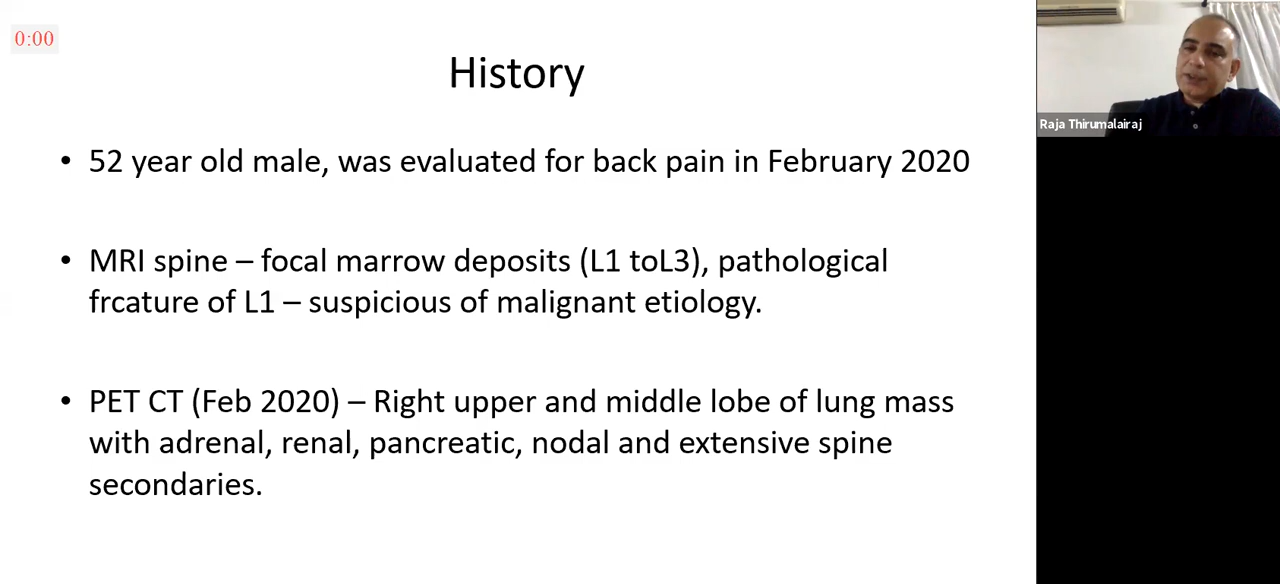 0:00
History
• 52 year old male, was evaluated for back pain in February 2020
• MRI spine – focal marrow deposits (L1 toL3), pathological
frcature of L1 – suspicious of malignant etiology.
• PET CT (Feb 2020) – Right upper and middle lobe of lung mass
with adrenal, renal, pancreatic, nodal and extensive spine
secondaries.
Raja Thirumalairaj